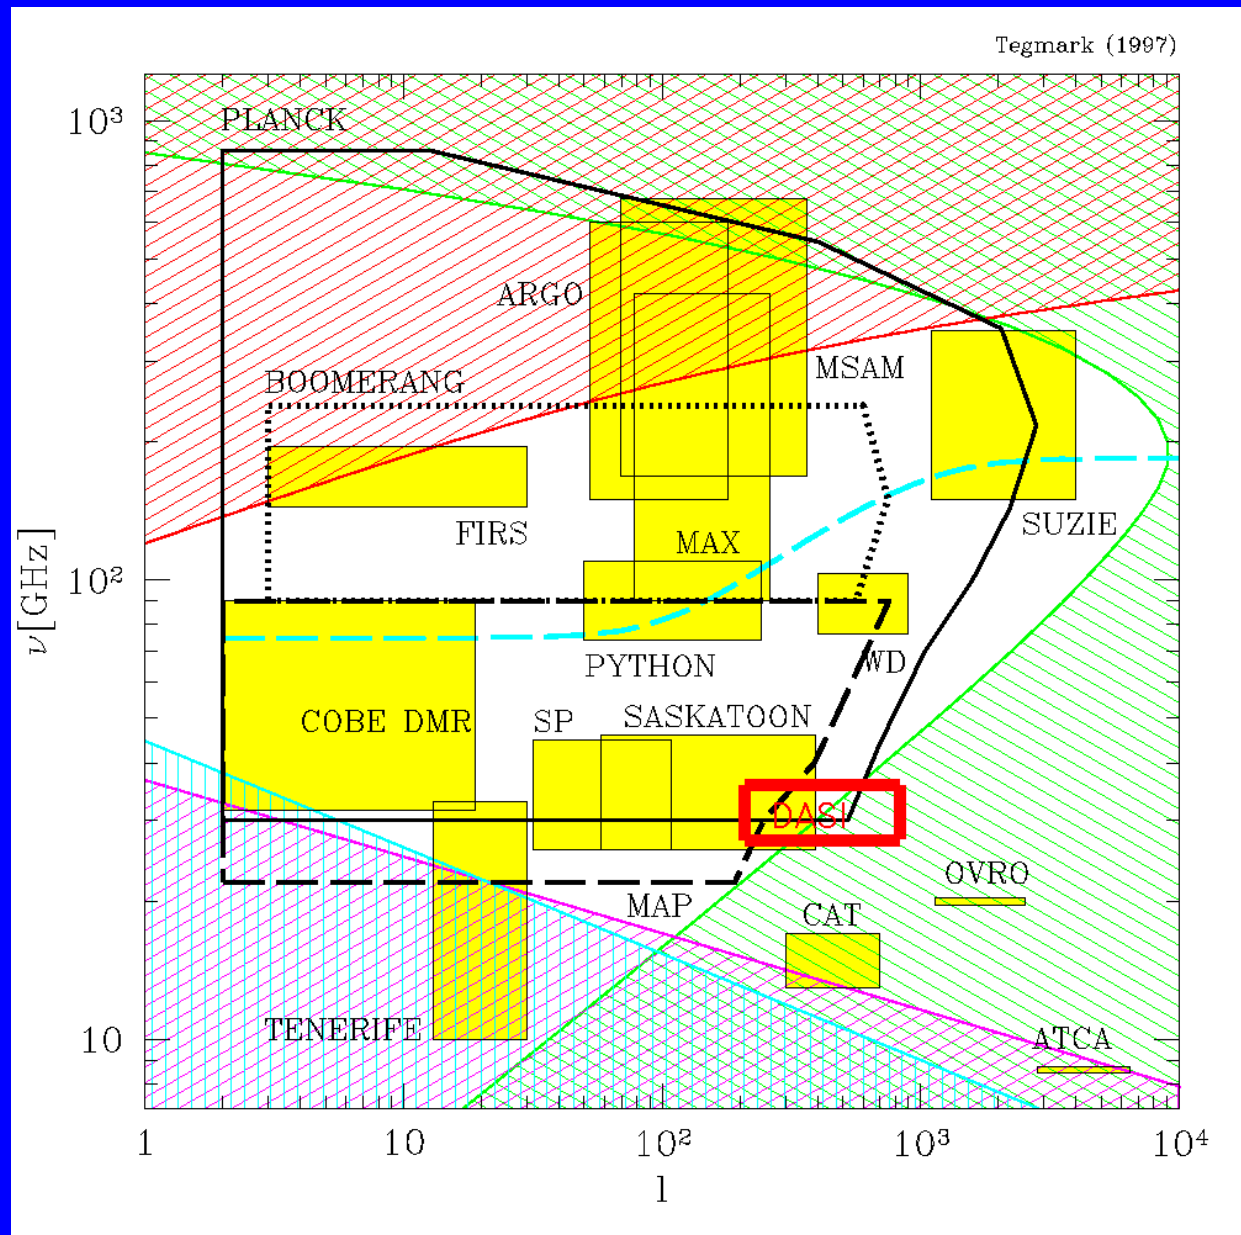 Tegmark (1997)
10³
PLANCK
ARGO
BOOMERANG
MSAM
FIRS
MAX
SUZIE
10²
ν[GHz]
PYTHON
WD
COBE DMR
SP
SASKATOON
DASI
OVRO
MAP
CAT
TENERIFE
10
ATCA
1 10 10² 10³ 10⁴
l